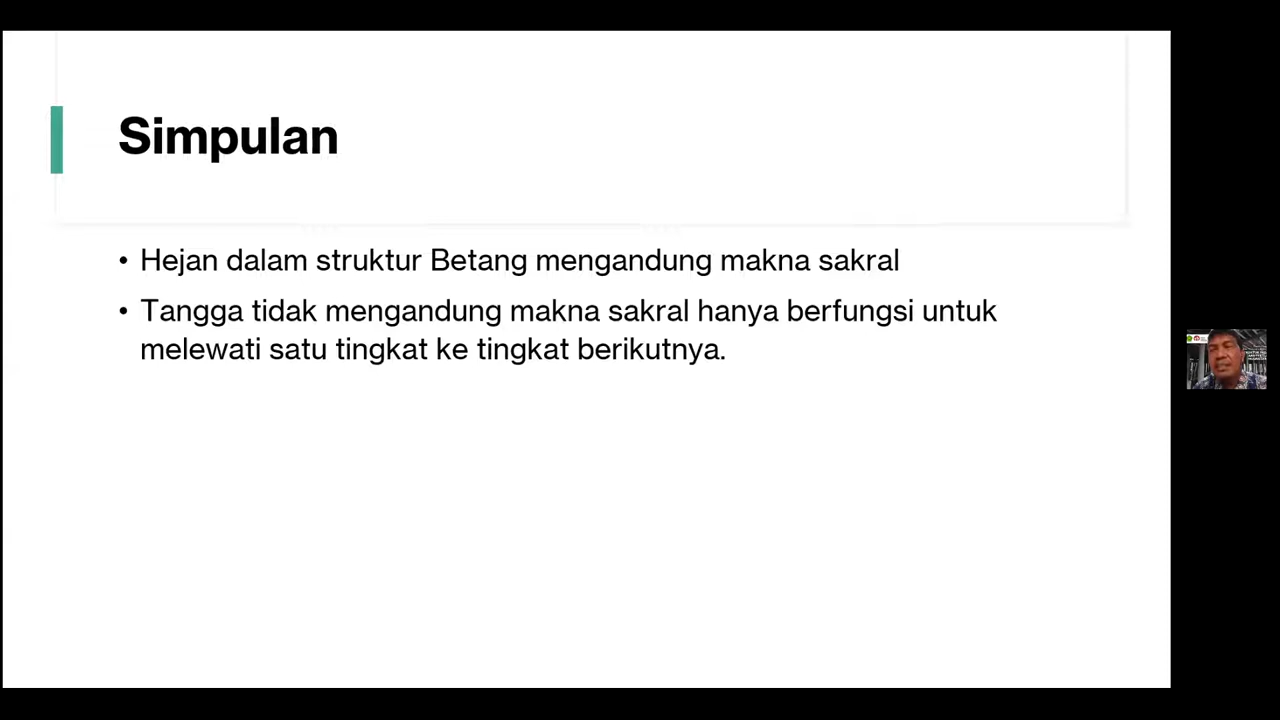 Simpulan
• Hejan dalam struktur Betang mengandung makna sakral
• Tangga tidak mengandung makna sakral hanya berfungsi untuk
melewati satu tingkat ke tingkat berikutnya.